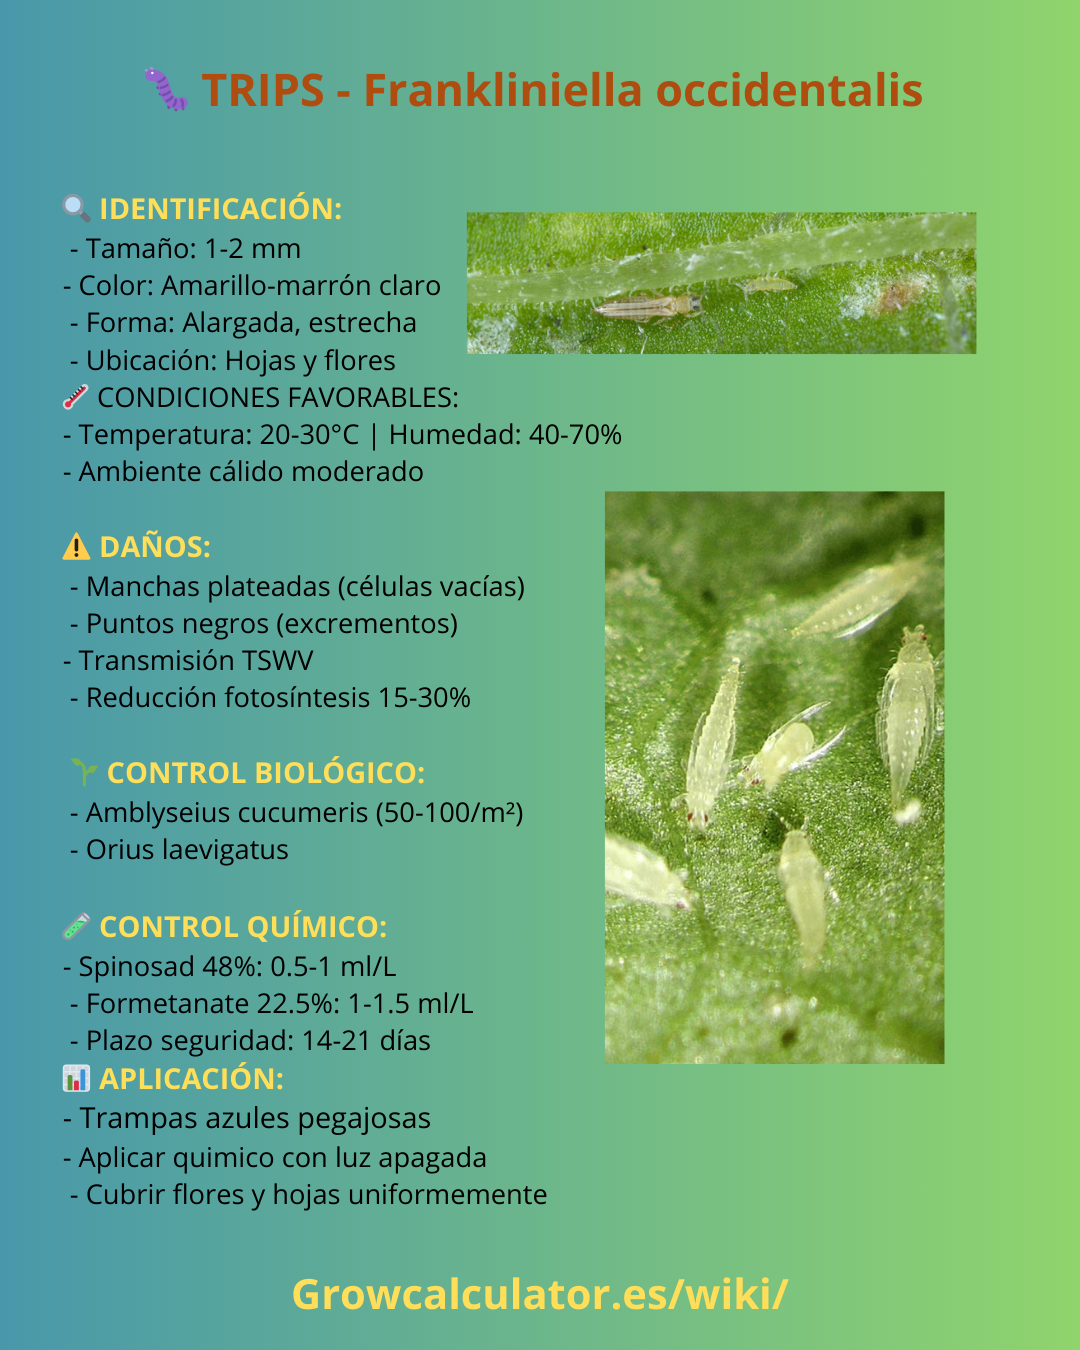 TRIPS - Frankliniella occidentalis
IDENTIFICACIÓN:
- Tamaño: 1-2 mm
- Color: Amarillo-marrón claro
- Forma: Alargada, estrecha
- Ubicación: Hojas y flores
CONDICIONES FAVORABLES:
- Temperatura: 20-30°C | Humedad: 40-70%
- Ambiente cálido moderado
DAÑOS:
- Manchas plateadas (células vacías)
- Puntos negros (excrementos)
- Transmisión TSWV
- Reducción fotosíntesis 15-30%
CONTROL BIOLÓGICO:
- Amblyseius cucumeris (50-100/m²)
- Orius laevigatus
CONTROL QUÍMICO:
- Spinosad 48%: 0.5-1 ml/L
- Formetanate 22.5%: 1-1.5 ml/L
- Plazo seguridad: 14-21 días
APLICACIÓN:
- Trampas azules pegajosas
- Aplicar quimico con luz apagada
- Cubrir flores y hojas uniformemente
Growcalculator.es/wiki/